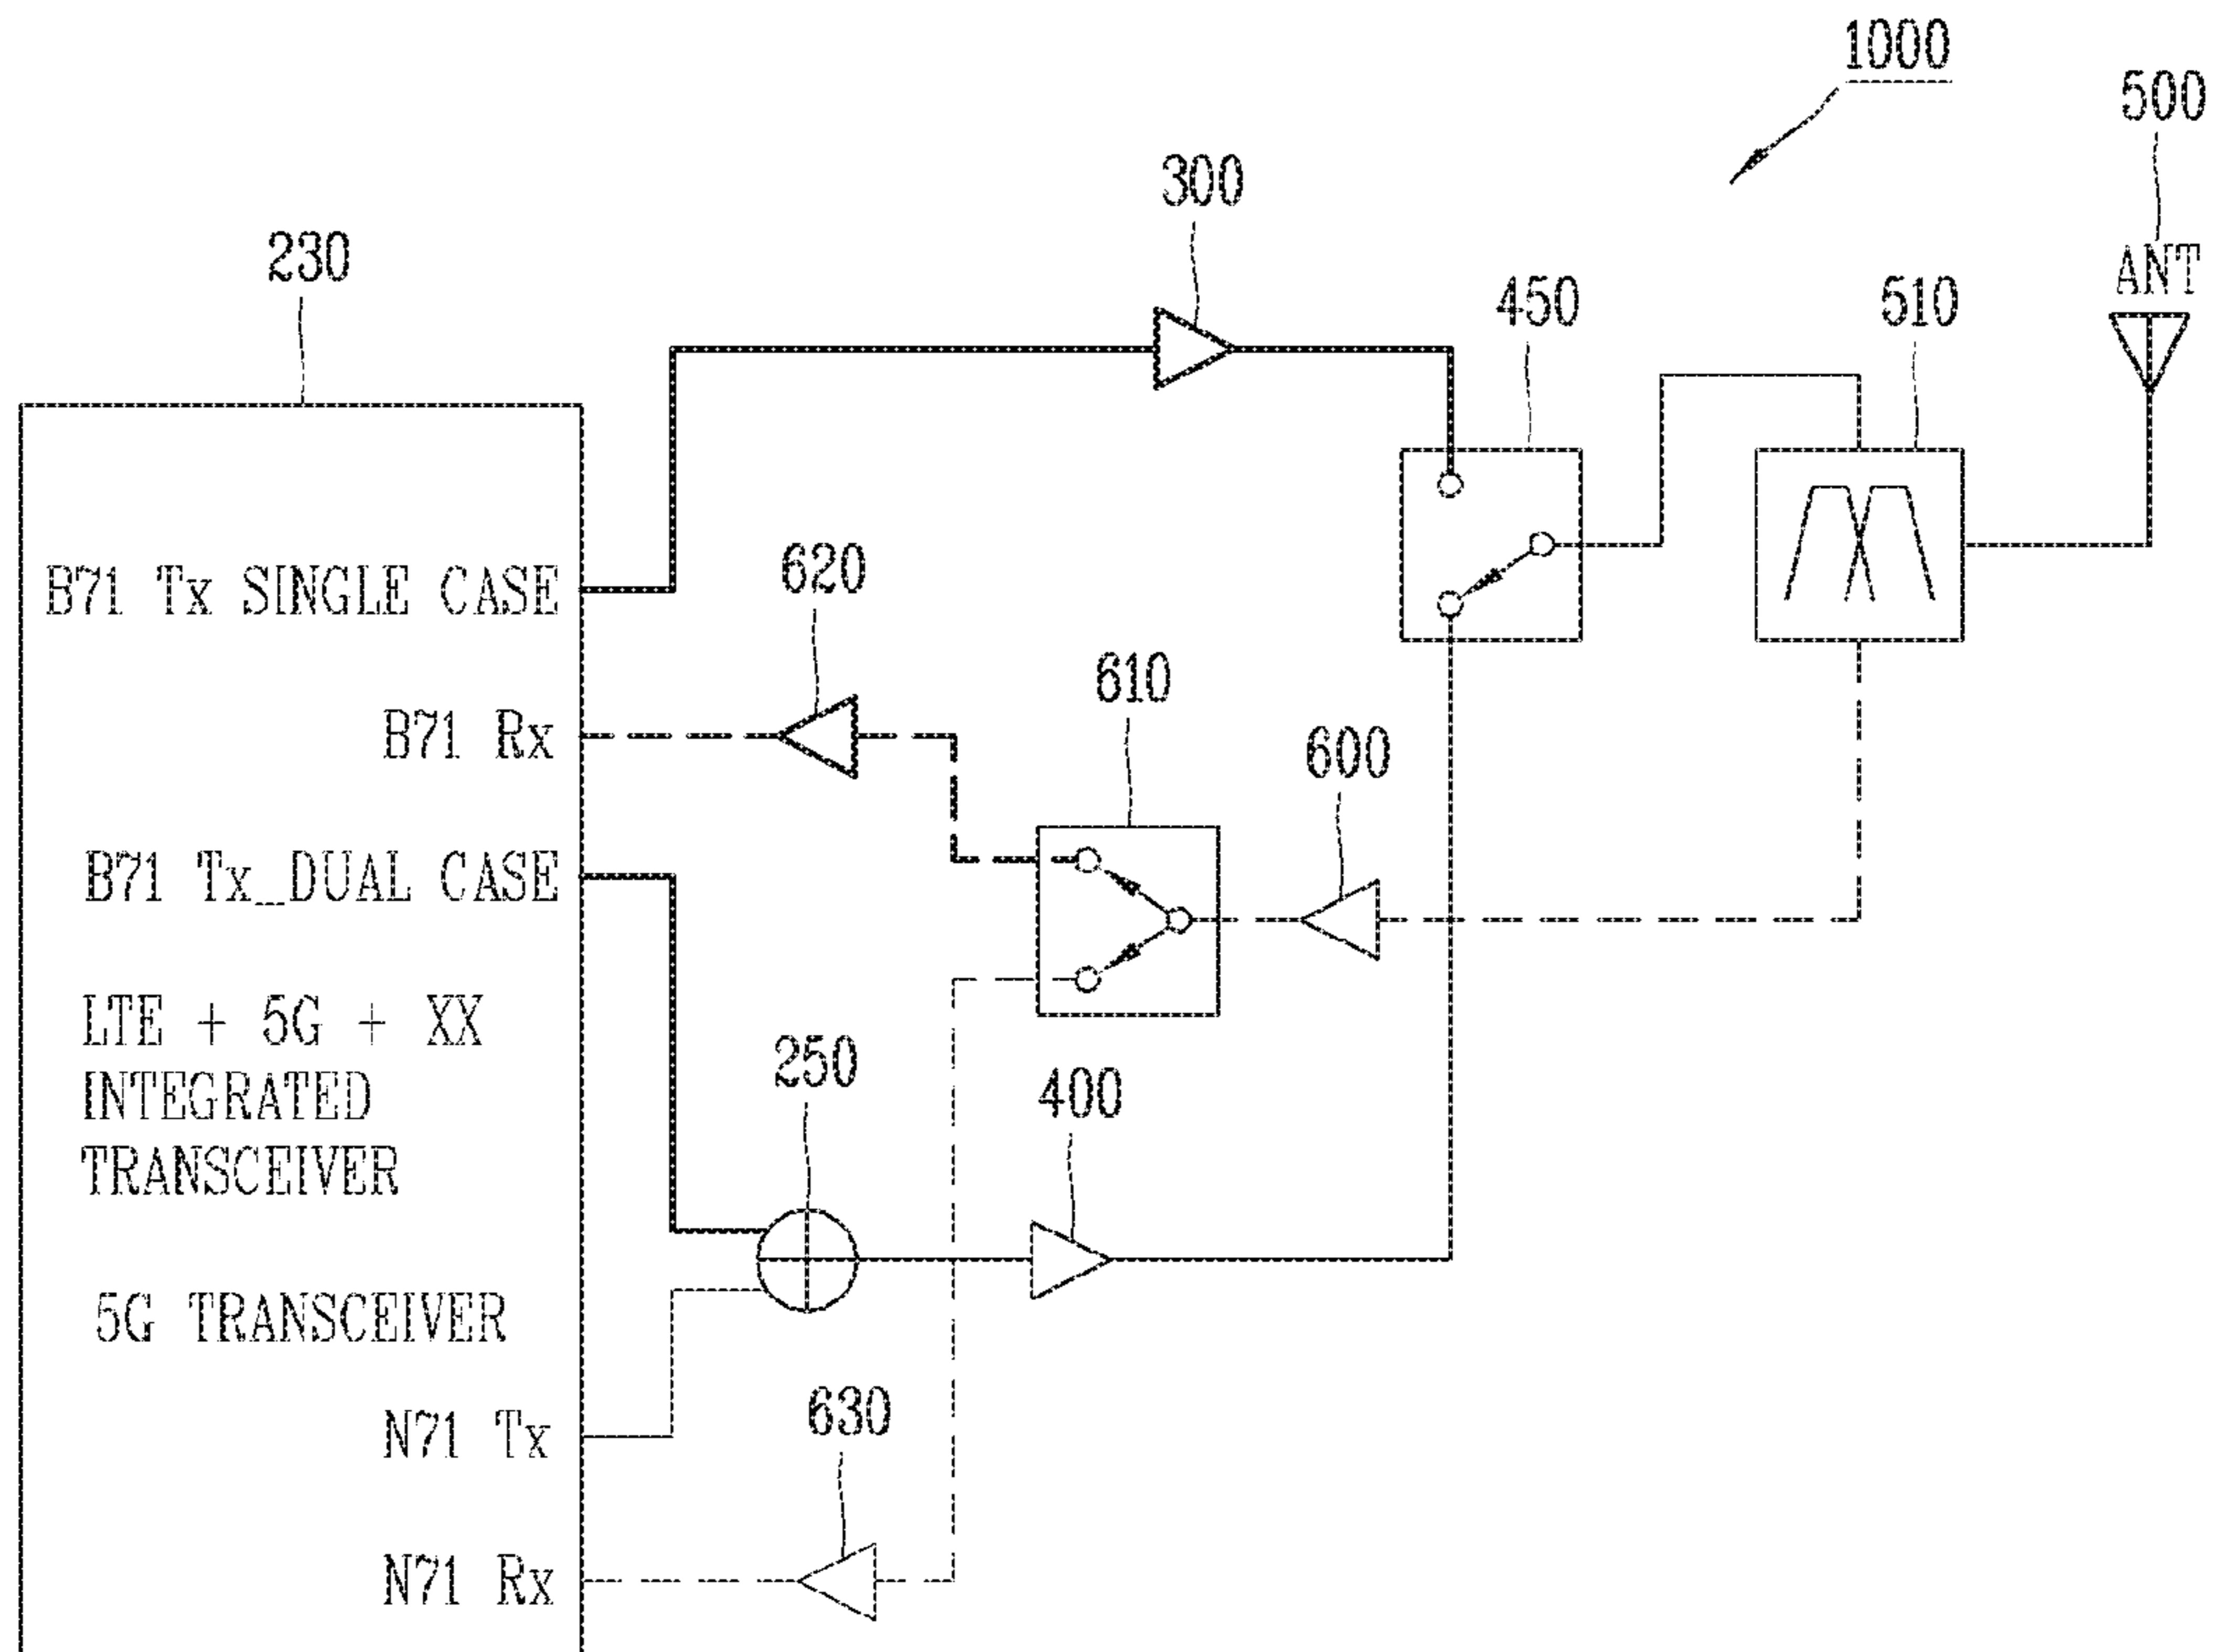 1000
500
300
230
ANT
450
510
B71 Tx SINGLE CASE
620
610
B71 Rx
600
B71 Tx_DUAL CASE
LTE + 5G + XX
INTEGRATED
TRANSCEIVER
250
400
5G TRANSCEIVER
N71 Tx
630
N71 Rx